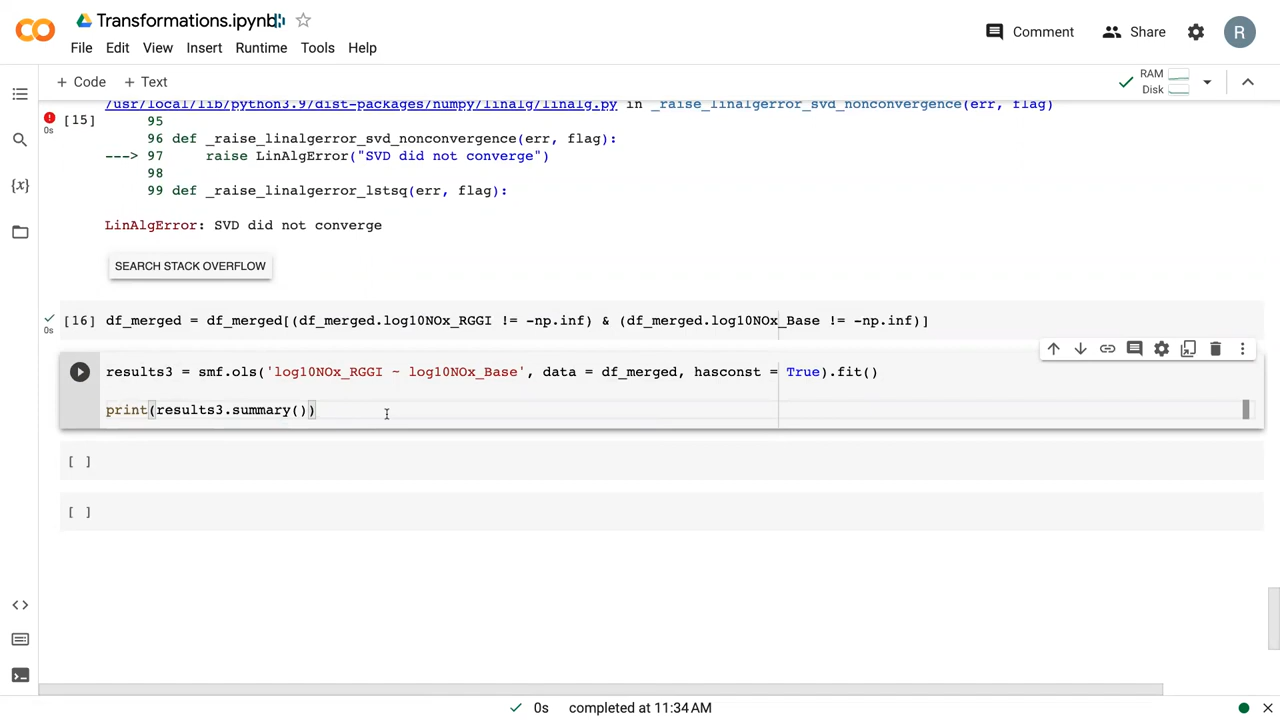 Transformations.ipynb
File Edit View Insert Runtime Tools Help
Comment
Share
R
+ Code + Text
RAM
Disk
/usr/local/lib/python3.9/dist-packages/numpy/linalg/linalg.py in _raise_linalgerror_svd_nonconvergence(err, flag)
[15] 95
0s
96 def _raise_linalgerror_svd_nonconvergence(err, flag):
---> 97 raise LinAlgError("SVD did not converge")
98
99 def _raise_linalgerror_lstsq(err, flag):
LinAlgError: SVD did not converge
SEARCH STACK OVERFLOW
[16] df_merged = df_merged[(df_merged.log10NOx_RGGI != -np.inf) & (df_merged.log10NOx_Base != -np.inf)]
0s
results3 = smf.ols('log10NOx_RGGI ~ log10NOx_Base', data = df_merged, hasconst = True).fit()
print(results3.summary())
[ ]
[ ]
0s completed at 11:34 AM